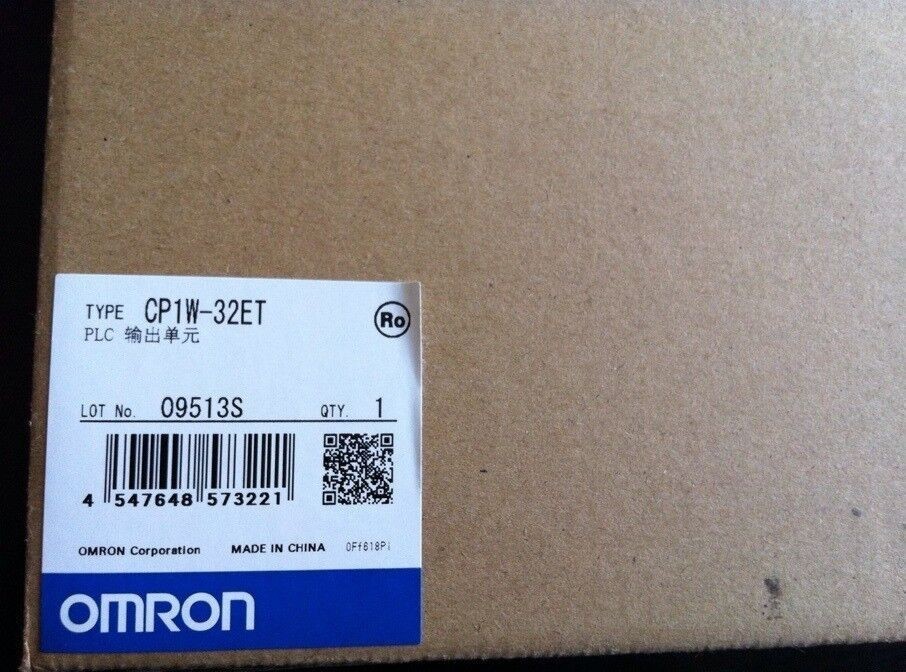 TYPE CP1W-32ET
Ro
PLC 输出单元
LOT No. 09513S QTY. 1
4 547648 573221
OMRON Corporation MADE IN CHINA
OMRON